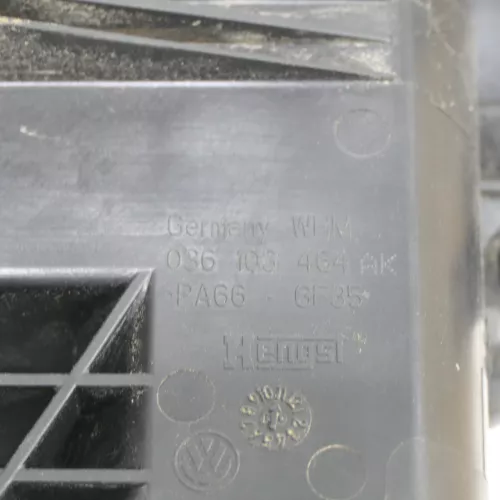 Germany WHM
036 103 464 AK
PA66 - GF35
Hengst